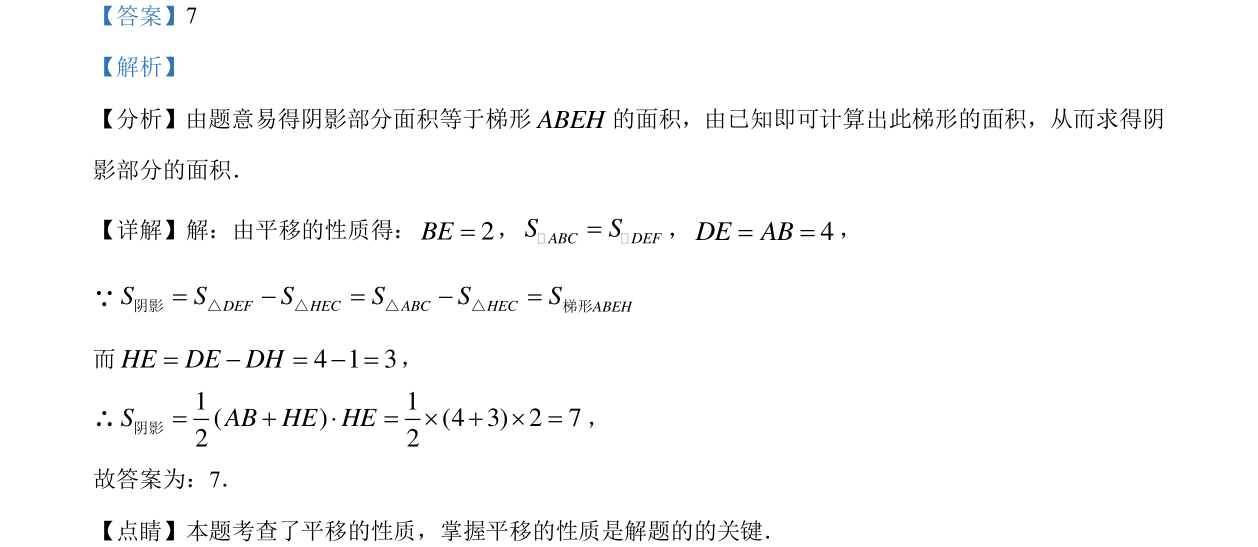 【答案】7
【解析】
【分析】由题意易得阴影部分面积等于梯形 ABEH 的面积，由已知即可计算出此梯形的面积，从而求得阴
影部分的面积．
【详解】解：由平移的性质得： BE = 2， S□ABC = S□DEF ， DE = AB = 4 ，
∵ S阴影 = S△DEF − S△HEC = S△ABC − S△HEC = S梯形ABEH
而 HE = DE − DH = 4 − 1 = 3 ，
∴ S阴影 = 1/2 (AB + HE) · HE = 1/2 × (4 + 3) × 2 = 7 ，
故答案为：7．
【点睛】本题考查了平移的性质，掌握平移的性质是解题的的关键．